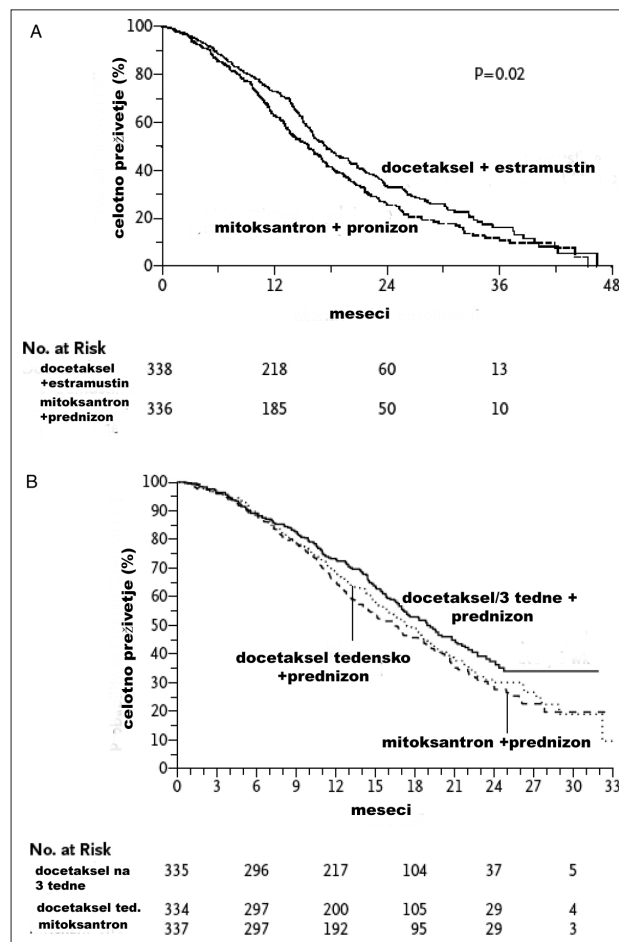 A
celotno preživetje (%)
100
80
60
40
20
0
P=0.02
docetaksel + estramustin
mitoksantron + pronizon
0 12 24 36 48
meseci
No. at Risk
docetaksel
+estramustin
338 218 60 13
mitoksantron
+prednizon
336 185 50 10
B
celotno preživetje (%)
100
90
80
70
60
50
40
30
20
10
0
docetaksel/3 tedne +
prednizon
docetaksel tedensko
+prednizon
mitoksantron +prednizon
0 3 6 9 12 15 18 21 24 27 30 33
meseci
No. at Risk
docetaksel na
3 tedne
335 296 217 104 37 5
docetaksel ted. 334 297 200 105 29 4
mitoksantron 337 297 192 95 29 3